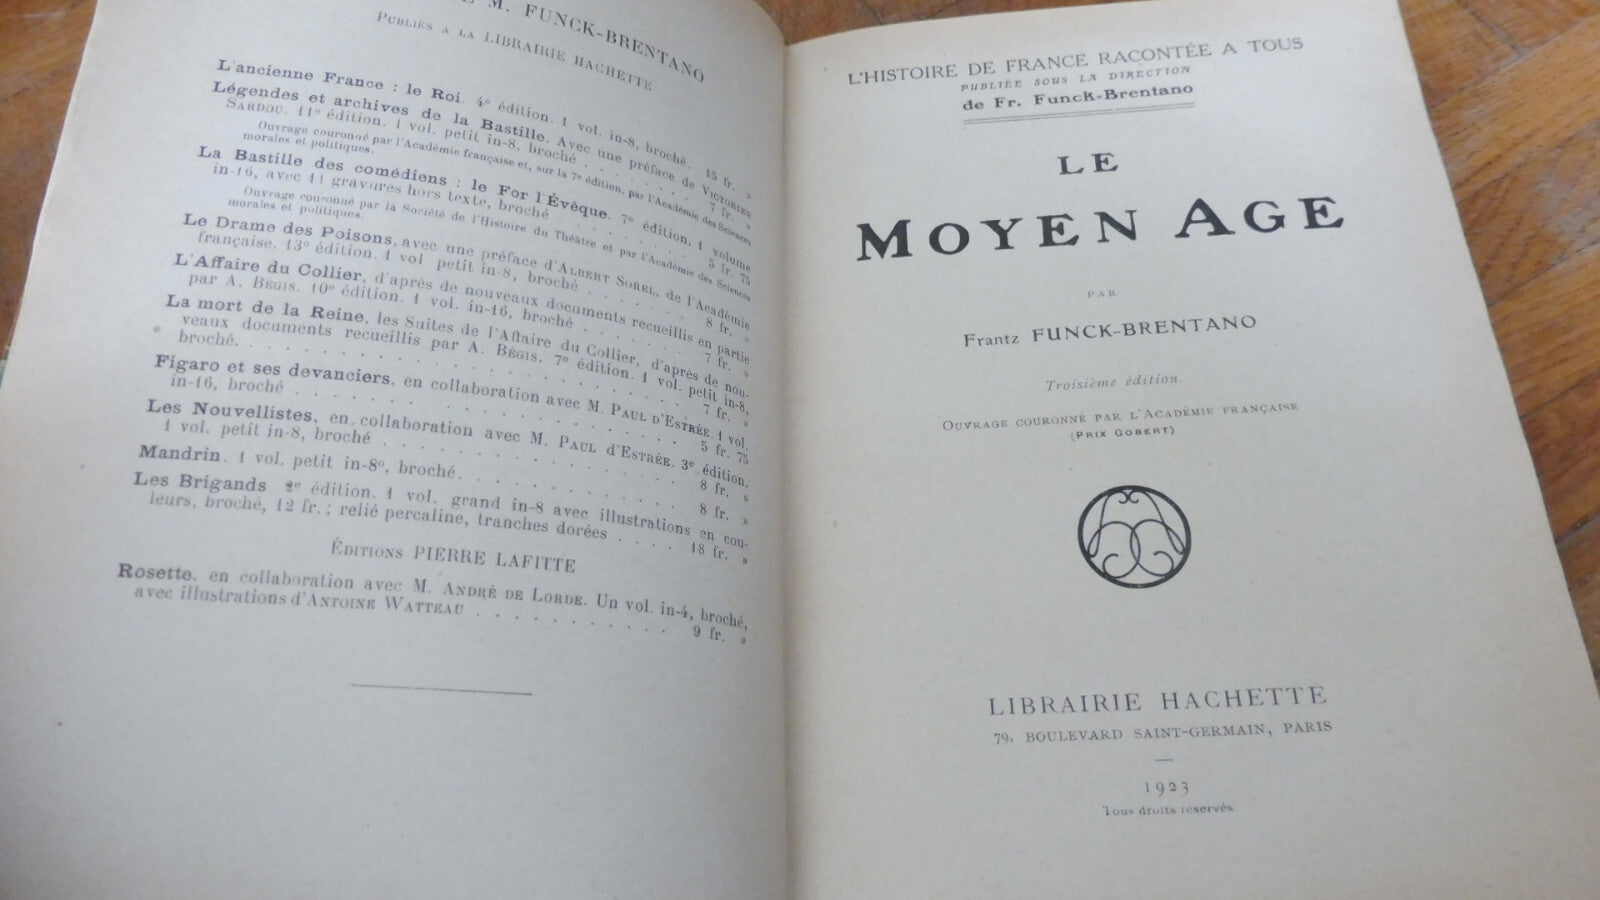 M. FUNCK-BRENTANO
PUBLIÉS A LA LIBRAIRIE HACHETTE
L'ancienne France : le Roi. 4e édition. 1 vol. in-8, broché. 15 fr. »
Légendes et archives de la Bastille. Avec une préface de VICTORIEN
SARDOU. 11e édition. 1 vol. petit in-8, broché . . . . . . . 7 fr. »
Ouvrage couronné par l'Académie française et, sur la 7e édition, par l'Académie des Sciences
morales et politiques.
La Bastille des comédiens : le For l'Évêque. 7e édition. 1 volume
in-16, avec 11 gravures hors texte, broché . . . . . . . 5 fr. 75
Ouvrage couronné par la Société de l'Histoire du Théâtre et par l'Académie des Sciences
morales et politiques.
Le Drame des Poisons, avec une préface d'ALBERT SOREL, de l'Académie
française. 13e édition. 1 vol petit in-8, broché . . . . . 8 fr. »
L'Affaire du Collier, d'après de nouveaux documents recueillis en partie
par A. BÉGIS. 10e édition. 1 vol. in-16, broché . . . . . . 7 fr. »
La mort de la Reine, les Suites de l'Affaire du Collier, d'après de nou-
veaux documents recueillis par A. BÉGIS. 7e édition. 1 vol. petit in-8,
broché. . . . . . . . . . . . . . . . . 7 fr. »
Figaro et ses devanciers, en collaboration avec M. PAUL D'ESTRÉE. 1 vol.
in-16, broché . . . . . . . . . . . . . . 5 fr. 75
Les Nouvellistes, en collaboration avec M. PAUL D'ESTRÉE. 3e édition.
1 vol. petit in-8, broché . . . . . . . . . . . 8 fr. »
Mandrin. 1 vol. petit in-8o, broché. . . . . . . . . 8 fr. »
Les Brigands 2e édition. 1 vol. grand in-8 avec illustrations en cou-
leurs, broché, 12 fr. ; relié percaline, tranches dorées . . . . 18 fr. »
ÉDITIONS PIERRE LAFITTE
Rosette. en collaboration avec M. ANDRÉ DE LORDE. Un vol. in-4, broché,
avec illustrations d'ANTOINE WATTEAU . . . . . . . . . . 9 fr. »
L'HISTOIRE DE FRANCE RACONTÉE A TOUS
PUBLIÉE SOUS LA DIRECTION
de Fr. Funck-Brentano
LE
MOYEN AGE
PAR
Frantz FUNCK-BRENTANO
Troisième édition
OUVRAGE COURONNÉ PAR L'ACADÉMIE FRANÇAISE
(PRIX GOBERT)
LIBRAIRIE HACHETTE
79, BOULEVARD SAINT-GERMAIN, PARIS
1923
Tous droits réservés